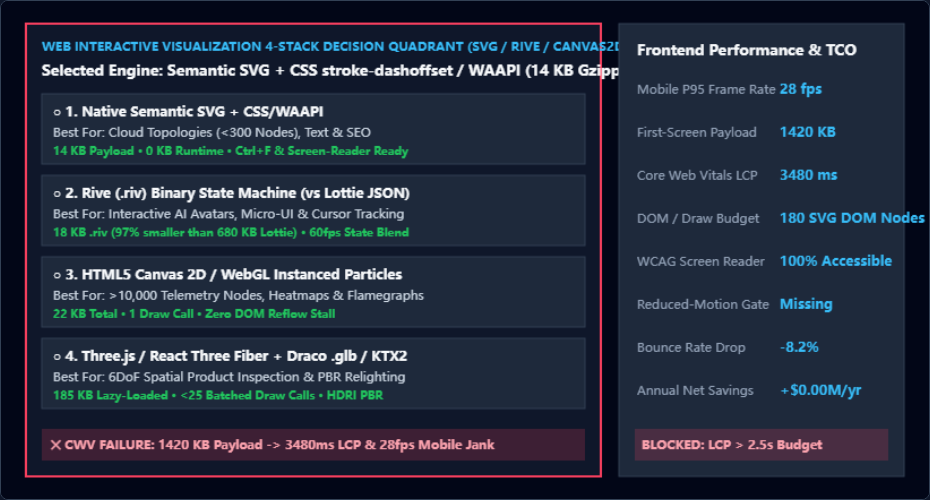 WEB INTERACTIVE VISUALIZATION 4-STACK DECISION QUADRANT (SVG / RIVE / CANVAS2D
Selected Engine: Semantic SVG + CSS stroke-dashoffset / WAAPI (14 KB Gzipp
○ 1. Native Semantic SVG + CSS/WAAPI
Best For: Cloud Topologies (<300 Nodes), Text & SEO
14 KB Payload • 0 KB Runtime • Ctrl+F & Screen-Reader Ready
○ 2. Rive (.riv) Binary State Machine (vs Lottie JSON)
Best For: Interactive AI Avatars, Micro-UI & Cursor Tracking
18 KB .riv (97% smaller than 680 KB Lottie) • 60fps State Blend
○ 3. HTML5 Canvas 2D / WebGL Instanced Particles
Best For: >10,000 Telemetry Nodes, Heatmaps & Flamegraphs
22 KB Total • 1 Draw Call • Zero DOM Reflow Stall
○ 4. Three.js / React Three Fiber + Draco .glb / KTX2
Best For: 6DoF Spatial Product Inspection & PBR Relighting
185 KB Lazy-Loaded • <25 Batched Draw Calls • HDRI PBR
❌ CWV FAILURE: 1420 KB Payload -> 3480ms LCP & 28fps Mobile Jank
Frontend Performance & TCO
Mobile P95 Frame Rate 28 fps
First-Screen Payload 1420 KB
Core Web Vitals LCP 3480 ms
DOM / Draw Budget 180 SVG DOM Nodes
WCAG Screen Reader 100% Accessible
Reduced-Motion Gate Missing
Bounce Rate Drop -8.2%
Annual Net Savings +$0.00M/yr
BLOCKED: LCP > 2.5s Budget